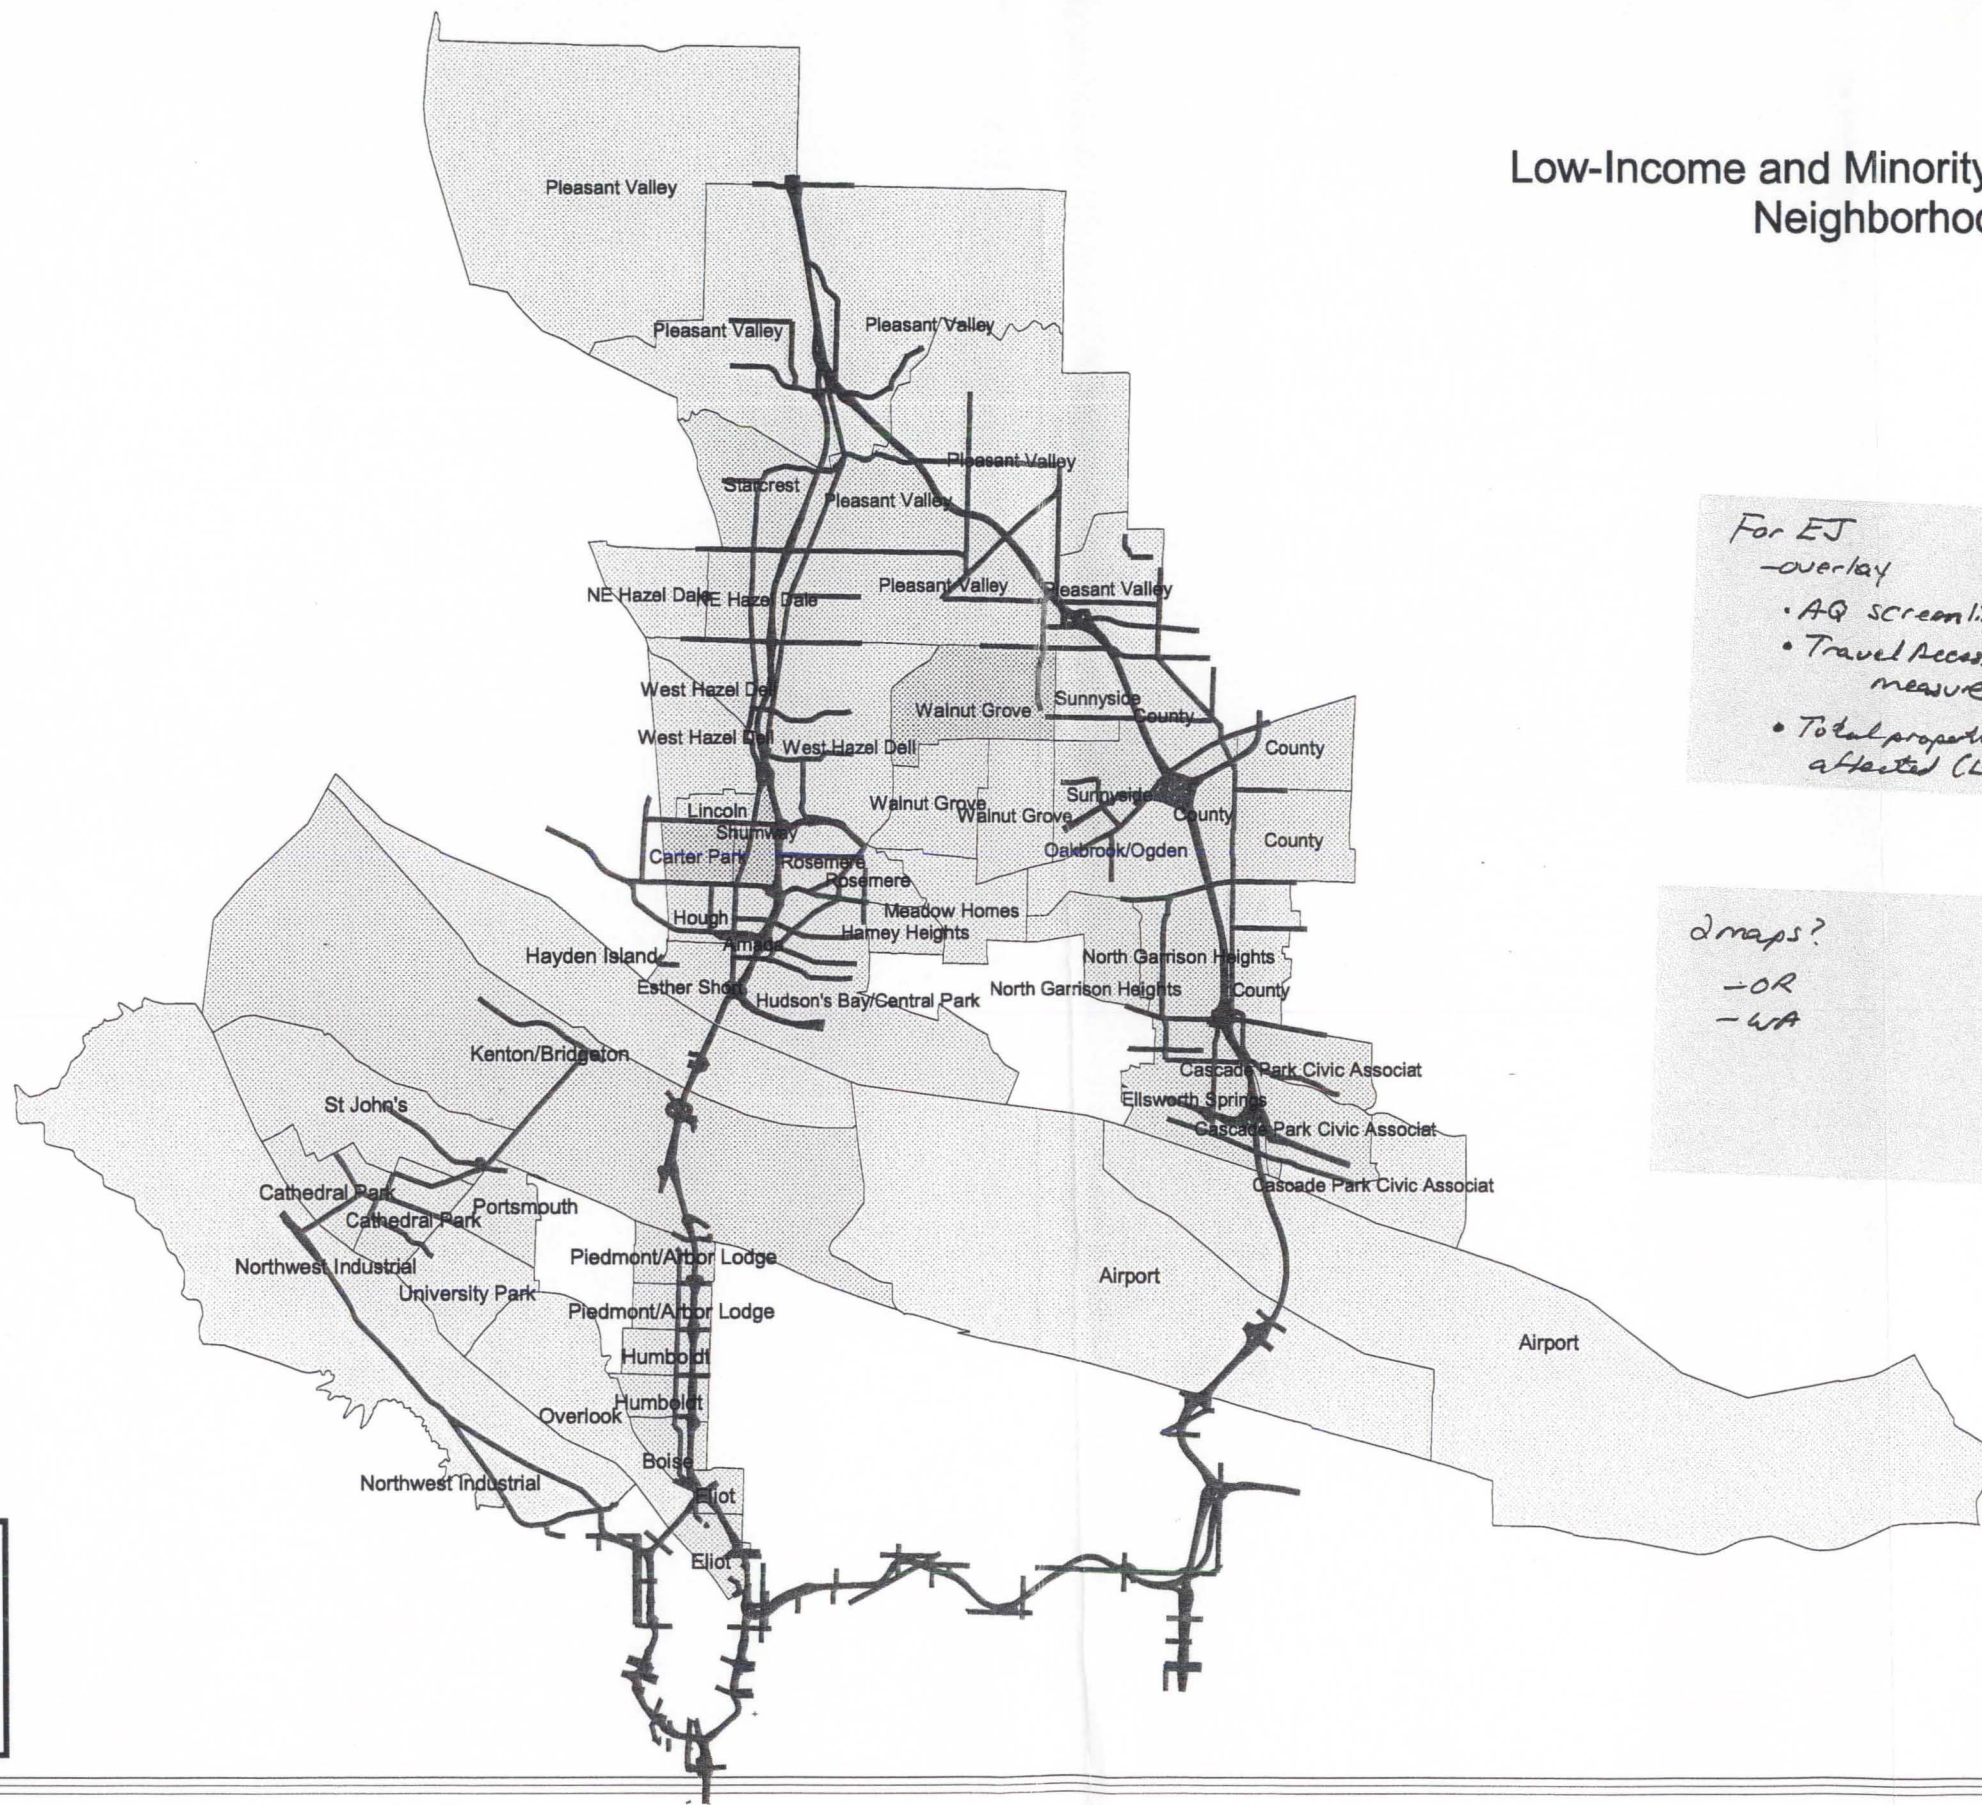 Low-Income and Minority
Neighborhoo
Pleasant Valley
Pleasant Valley
Pleasant Valley
Pleasant Valley
Starcrest
Pleasant Valley
For EJ
-overlay
• AQ screenli
• Travel Access
measure
• Total properti
affected (L
Pleasant Valley
Pleasant Valley
NE Hazel Dale
NE Hazel Dale
West Hazel Dell
Sunnyside
Walnut Grove
County
West Hazel Dell
West Hazel Dell
County
Sunnyside
Walnut Grove
Walnut Grove
County
Lincoln
Shumway
County
Carter Park
Rosemere
Oakbrook/Ogden
Rosemere
Meadow Homes
Hough
Harney Heights
2 maps?
- OR
- WA
Arnada
Hayden Island
North Garrison Heights
Esther Short
Hudson's Bay/Central Park
North Garrison Heights
County
Kenton/Bridgeton
Cascade Park Civic Associat
St John's
Ellsworth Springs
Cascade Park Civic Associat
Cascade Park Civic Associat
Cathedral Park
Portsmouth
Cathedral Park
Piedmont/Arbor Lodge
Northwest Industrial
Airport
University Park
Piedmont/Arbor Lodge
Airport
Humboldt
Humboldt
Overlook
Boise
Northwest Industrial
Eliot
Eliot